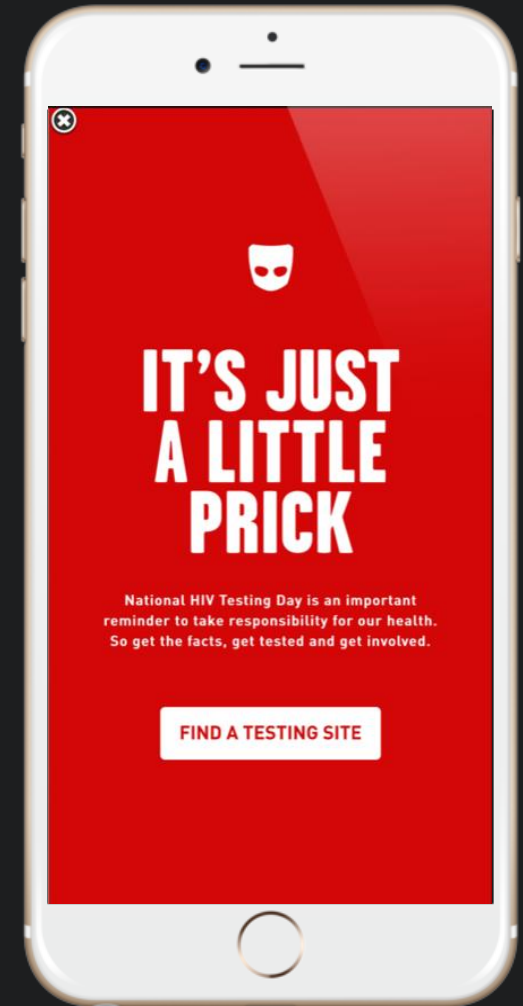 IT'S JUST
A LITTLE
PRICK
National HIV Testing Day is an important
reminder to take responsibility for our health.
So get the facts, get tested and get involved.
FIND A TESTING SITE